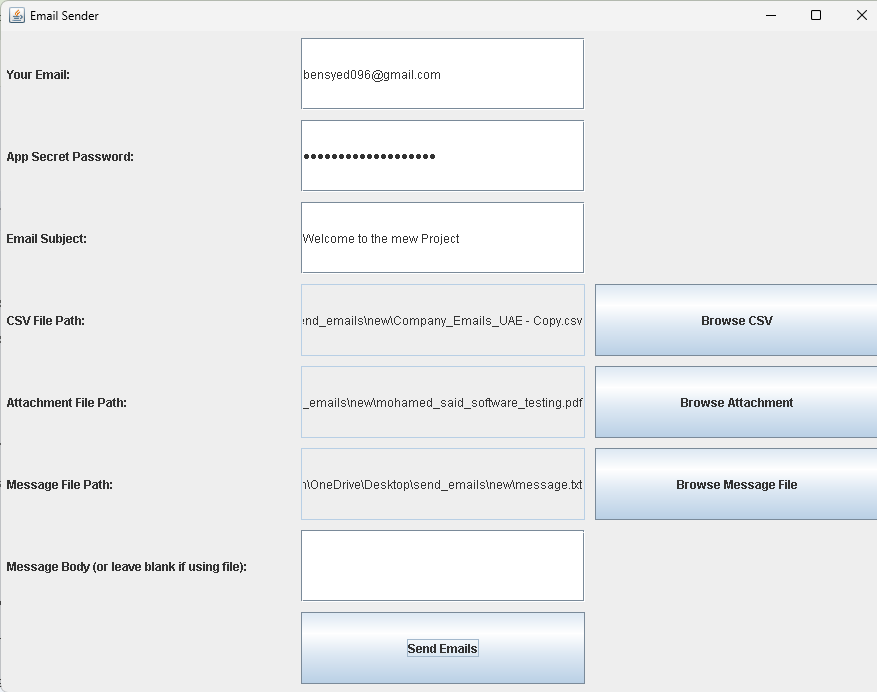 Email Sender
Your Email:
bensyed096@gmail.com
App Secret Password:
•••••••••••••••••••
Email Subject:
Welcome to the mew Project
CSV File Path:
end_emails\new\Company_Emails_UAE - Copy.csv
Browse CSV
Attachment File Path:
_emails\new\mohamed_said_software_testing.pdf
Browse Attachment
Message File Path:
\OneDrive\Desktop\send_emails\new\message.txt
Browse Message File
Message Body (or leave blank if using file):
Send Emails